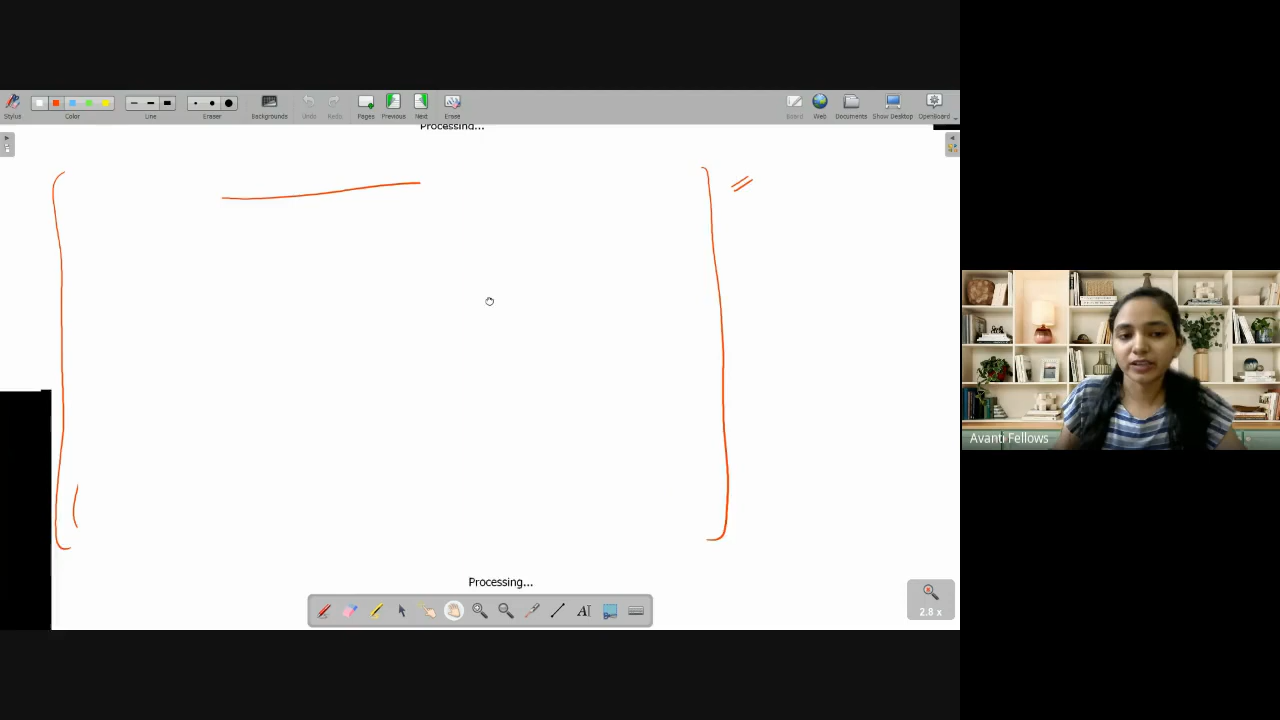 Processing...
Stylus
Color
Line
Eraser
Backgrounds
Undo
Redo
Pages
Previous
Next
Erase
Board
Web
Documents
Show Desktop
OpenBoard
Processing...
2.8 x
Avanti Fellows